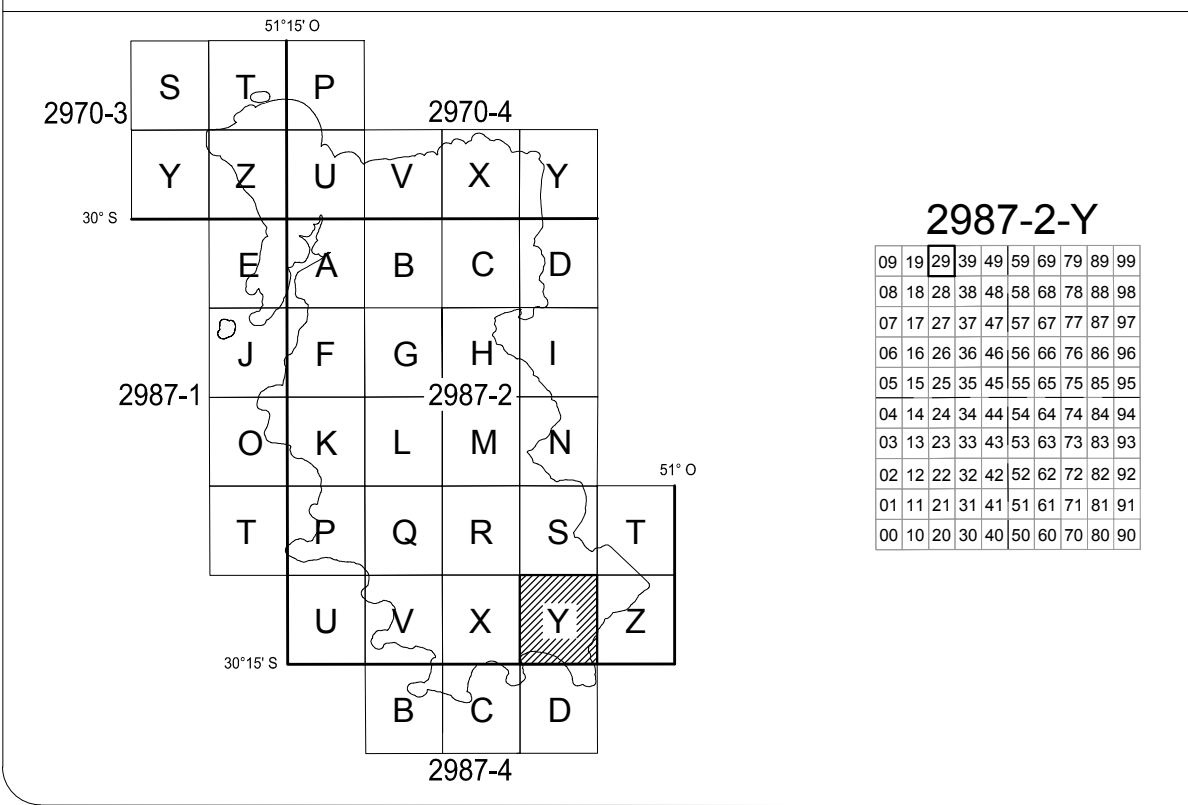 51°15' O
S T P
2970-3
2970-4
Y Z U V X Y
30° S
E A B C D
J F G H I
2987-1
2987-2
O K L M N
51° O
T P Q R S T
U V X Y Z
30°15' S
B C D
2987-4
2987-2-Y
09 19 29 39 49 59 69 79 89 99
08 18 28 38 48 58 68 78 88 98
07 17 27 37 47 57 67 77 87 97
06 16 26 36 46 56 66 76 86 96
05 15 25 35 45 55 65 75 85 95
04 14 24 34 44 54 64 74 84 94
03 13 23 33 43 53 63 73 83 93
02 12 22 32 42 52 62 72 82 92
01 11 21 31 41 51 61 71 81 91
00 10 20 30 40 50 60 70 80 90